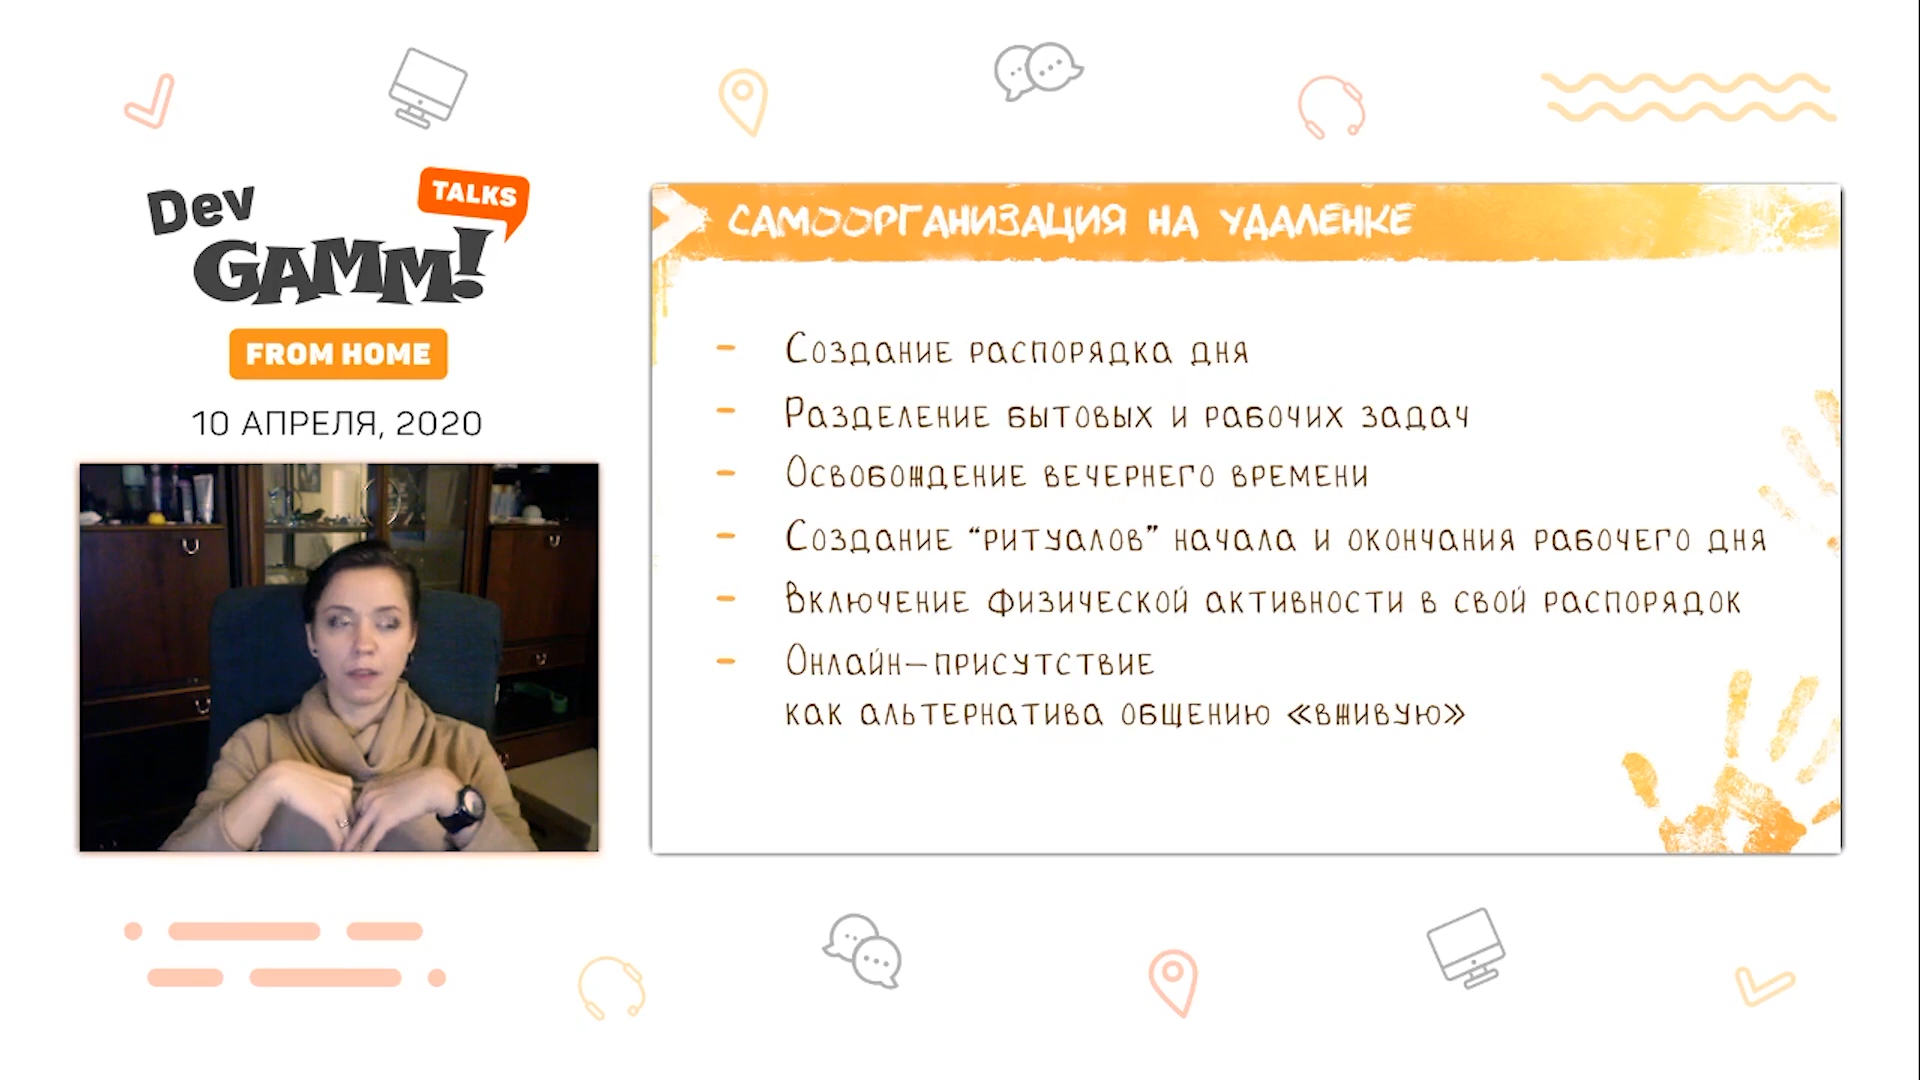 Dev
TALKS
GAMM!
FROM HOME
10 АПРЕЛЯ, 2020
САМООРГАНИЗАЦИЯ НА УДАЛЕНКЕ
- Создание распорядка дня
- Разделение бытовых и рабочих задач
- Освобождение вечернего времени
- Создание “ритуалов” начала и окончания рабочего дня
- Включение физической активности в свой распорядок
- Онлайн-присутствие
как альтернатива общению «вживую»